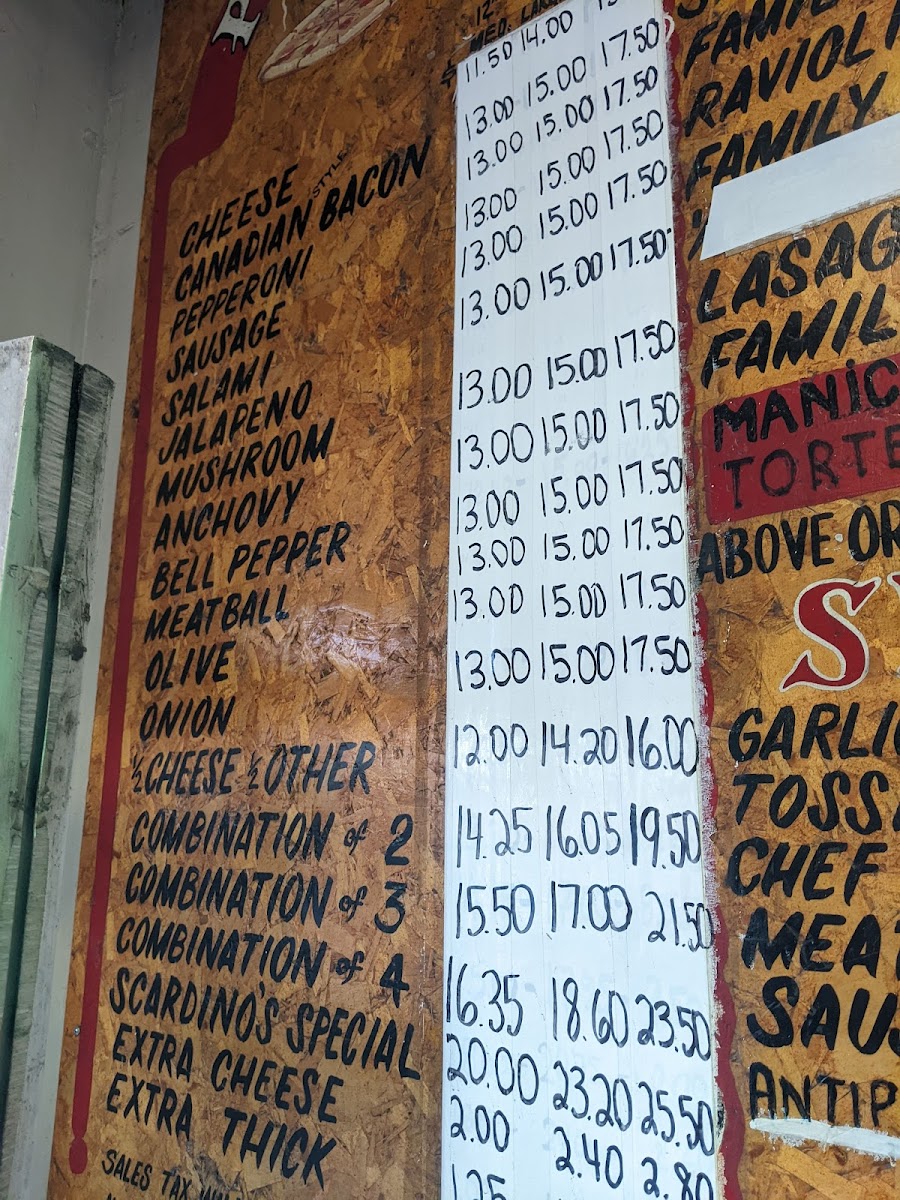 CHEESE
CANADIAN "STYLE" BACON
PEPPERONI
SAUSAGE
SALAMI
JALAPENO
MUSHROOM
ANCHOVY
BELL PEPPER
MEATBALL
OLIVE
ONION
½ CHEESE ½ OTHER
COMBINATION of 2
COMBINATION of 3
COMBINATION of 4
SCARDINO'S SPECIAL
EXTRA CHEESE
EXTRA THICK
SALES TAX
12"
MED.
$ 11.50 14.00
13.00 15.00 17.50
13.00 15.00 17.50
13.00 15.00 17.50
13.00 15.00 17.50
13.00 15.00 17.50
13.00 15.00 17.50
13.00 15.00 17.50
13.00 15.00 17.50
13.00 15.00 17.50
13.00 15.00 17.50
13.00 15.00 17.50
12.00 14.20 16.00
14.25 16.05 19.50
15.50 17.00 21.50
16.35 18.60 23.50
20.00 23.20 25.50
2.00 2.40 2.80
FAMIL
RAVIOLI
FAMILY
LASAG
FAMIL
MANIC
TORTE
ABOVE OR
S
GARLI
TOSS
CHEF
MEAT
SAUS
ANTIP